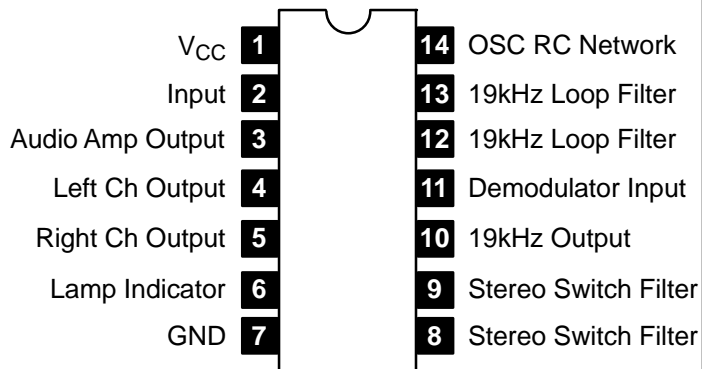 VCC 1 14 OSC RC Network
Input 2 13 19kHz Loop Filter
Audio Amp Output 3 12 19kHz Loop Filter
Left Ch Output 4 11 Demodulator Input
Right Ch Output 5 10 19kHz Output
Lamp Indicator 6 9 Stereo Switch Filter
GND 7 8 Stereo Switch Filter